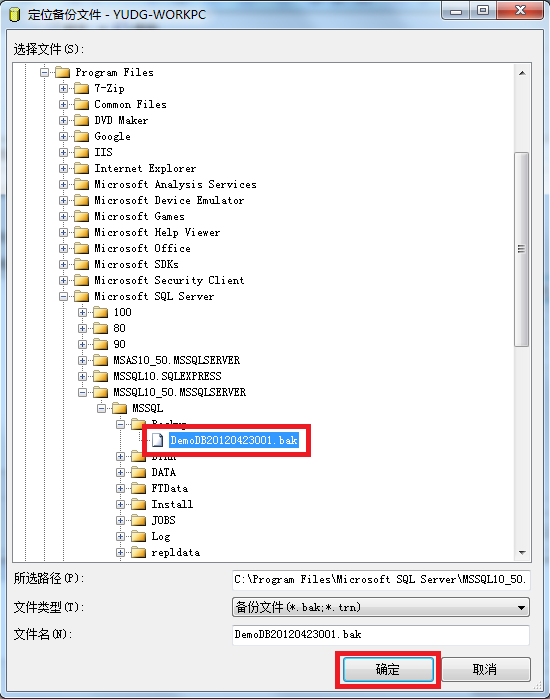 定位备份文件 - YUDG-WORKPC
选择文件(S):
Program Files
7-Zip
Common Files
DVD Maker
Google
IIS
Internet Explorer
Microsoft Analysis Services
Microsoft Device Emulator
Microsoft Games
Microsoft Help Viewer
Microsoft Office
Microsoft SDKs
Microsoft Security Client
Microsoft SQL Server
100
80
90
MSAS10_50.MSSQLSERVER
MSSQL10.SQLEXPRESS
MSSQL10_50.MSSQLSERVER
MSSQL
Backup
DemoDB20120423001.bak
DATA
FTData
Install
JOBS
Log
repldata
所选路径(P):
C:\Program Files\Microsoft SQL Server\MSSQL10_50.
文件类型(T):
备份文件(*.bak;*.trn)
文件名(N):
DemoDB20120423001.bak
确定
取消